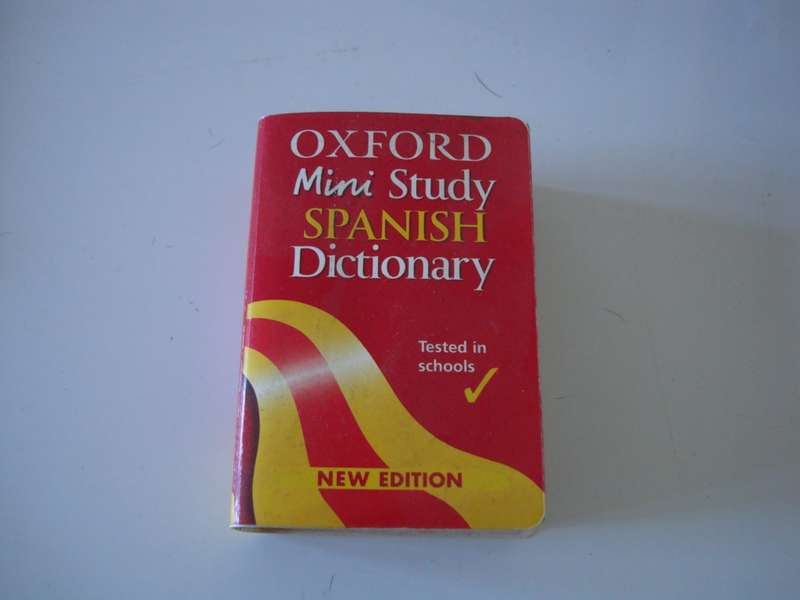 OXFORD
Mini Study
SPANISH
Dictionary
Tested in
schools
NEW EDITION